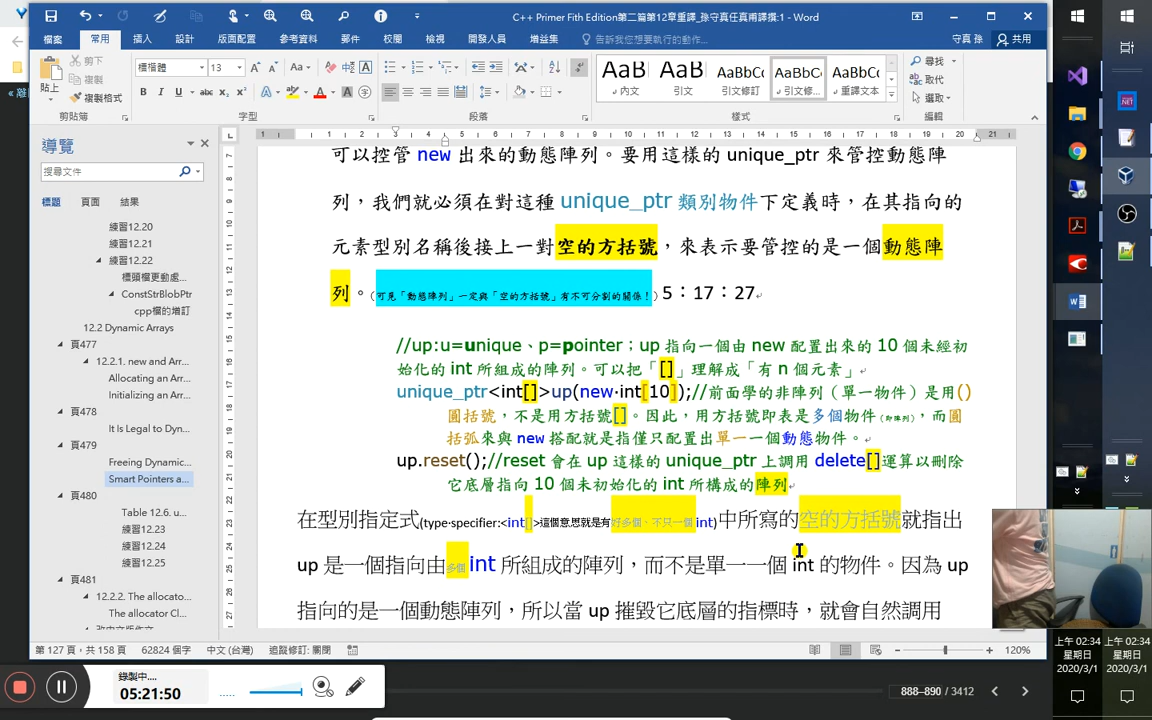 C++ Primer Fith Edition第二篇第12章重譯_孫守真任真甫譯撰:1 - Word
檔案 常用 插入 設計 版面配置 參考資料 郵件 校閱 檢視 開發人員 增益集 告訴我您想要執行的動作... 守真 孫 共用
貼上 剪下 複製 複製格式
標楷體 13
AaB AaB AaBbCc AaBbC AaBbCc
內文 引文 引文修訂 引文修... 重譯文本
尋找 取代 選取
剪貼簿 字型 段落 樣式 編輯
導覽
搜尋文件
標題 頁面 結果
練習12.20
練習12.21
練習12.22
標頭檔更動處...
ConstStrBlobPtr
cpp檔的增訂
12.2 Dynamic Arrays
頁477
12.2.1. new and Arr...
Allocating an Arr...
Initializing an Arr...
頁478
It Is Legal to Dyn...
頁479
Freeing Dynamic...
Smart Pointers a...
頁480
Table 12.6. u...
練習12.23
練習12.24
練習12.25
頁481
12.2.2. The allocato...
The allocator Cl...
可以控管 new 出來的動態陣列。要用這樣的 unique_ptr 來管控動態陣
列，我們就必須在對這種 unique_ptr 類別物件下定義時，在其指向的
元素型別名稱後接上一對空的方括號，來表示要管控的是一個動態陣
列。(可見「動態陣列」一定與「空的方括號」有不可分割的關係！) 5：17：27
//up:u=unique、p=pointer；up 指向一個由 new 配置出來的 10 個未經初
始化的 int 所組成的陣列。可以把「[]」理解成「有 n 個元素」
unique_ptr<int[]>up(new·int[10]);//前面學的非陣列（單一物件）是用()
圓括號，不是用方括號[]。因此，用方括號即表是多個物件(即陣列)，而圓
括弧來與 new 搭配就是指僅只配置出單一一個動態物件。
up.reset();//reset 會在 up 這樣的 unique_ptr 上調用 delete[]運算以刪除
它底層指向 10 個未初始化的 int 所構成的陣列
在型別指定式(type·specifier:<int[]>這個意思就是有好多個、不只一個 int)中所寫的空的方括號就指出
up 是一個指向由多個int 所組成的陣列，而不是單一一個 int 的物件。因為 up
指向的是一個動態陣列，所以當 up 摧毀它底層的指標時，就會自然調用
第 127 頁，共 158 頁 62824 個字 中文 (台灣) 追蹤修訂: 關閉 120%
錄製中....
05:21:50
888–890 / 3412
上午 02:34
星期日
2020/3/1
上午 02:34
星期日
2020/3/1